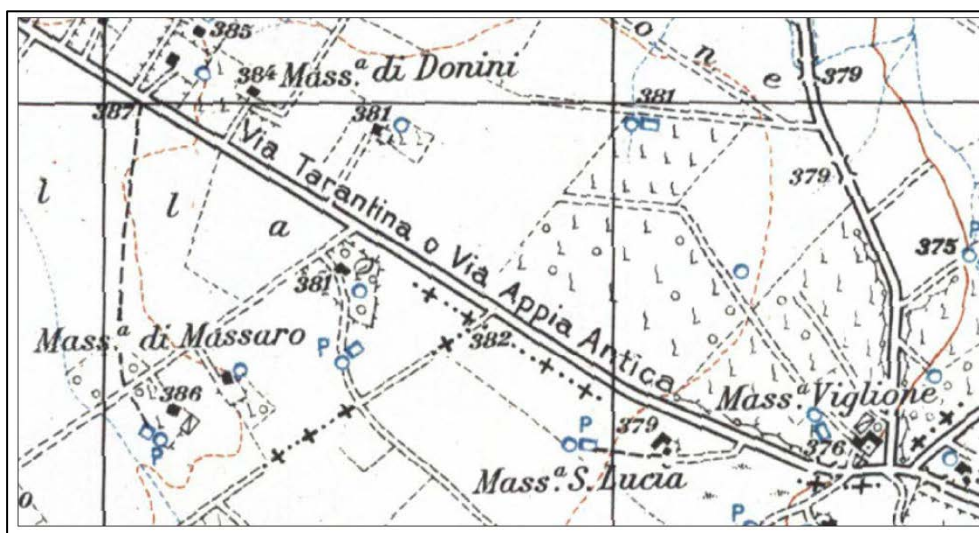 385
o
n
e
379
384 Mass.ª di Donini
387
381
381
Via Tarantina o Via Appia Antica
379
l
l
a
P
375
381
Mass.ª di Massaro
P
382
386
Mass.ª Viglione
P
379
376
0.
Mass.ª S. Lucia
P